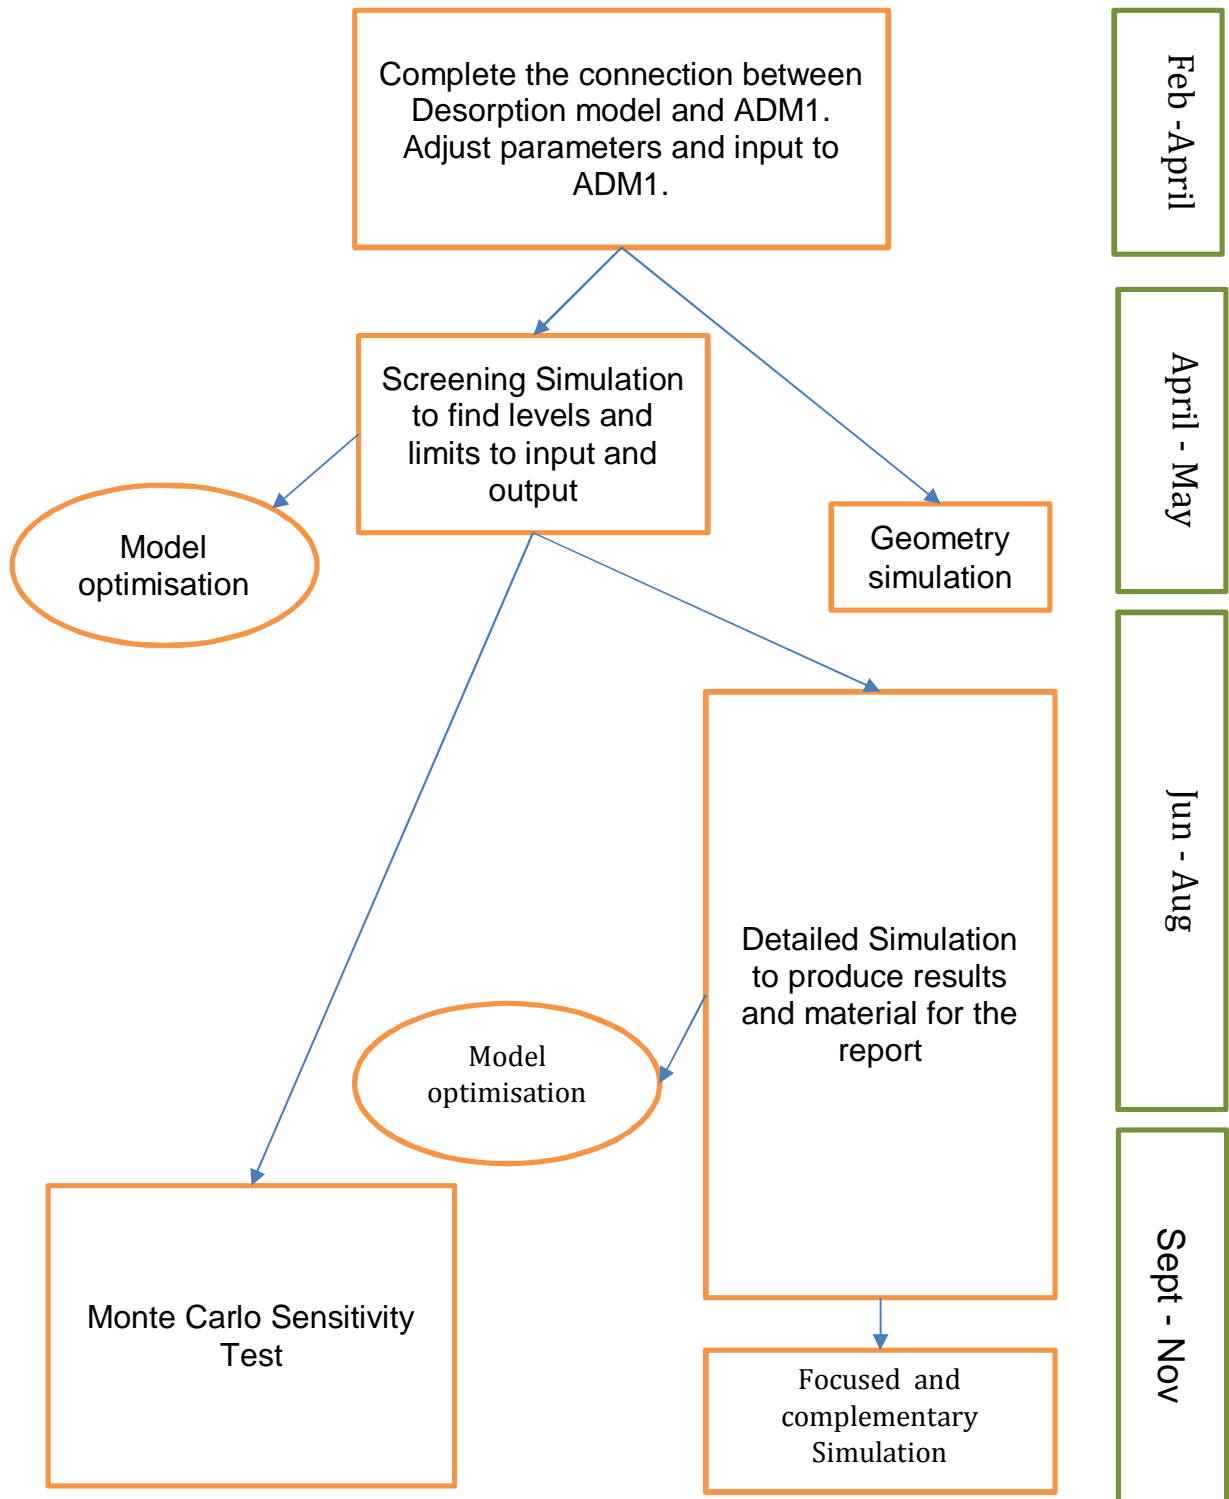 Complete the connection between
Desorption model and ADM1.
Adjust parameters and input to
ADM1.
Feb -April
Screening Simulation
to find levels and
limits to input and
output
April - May
Model
optimisation
Geometry
simulation
Jun - Aug
Detailed Simulation
to produce results
and material for the
report
Model
optimisation
Monte Carlo Sensitivity
Test
Sept - Nov
Focused and
complementary
Simulation